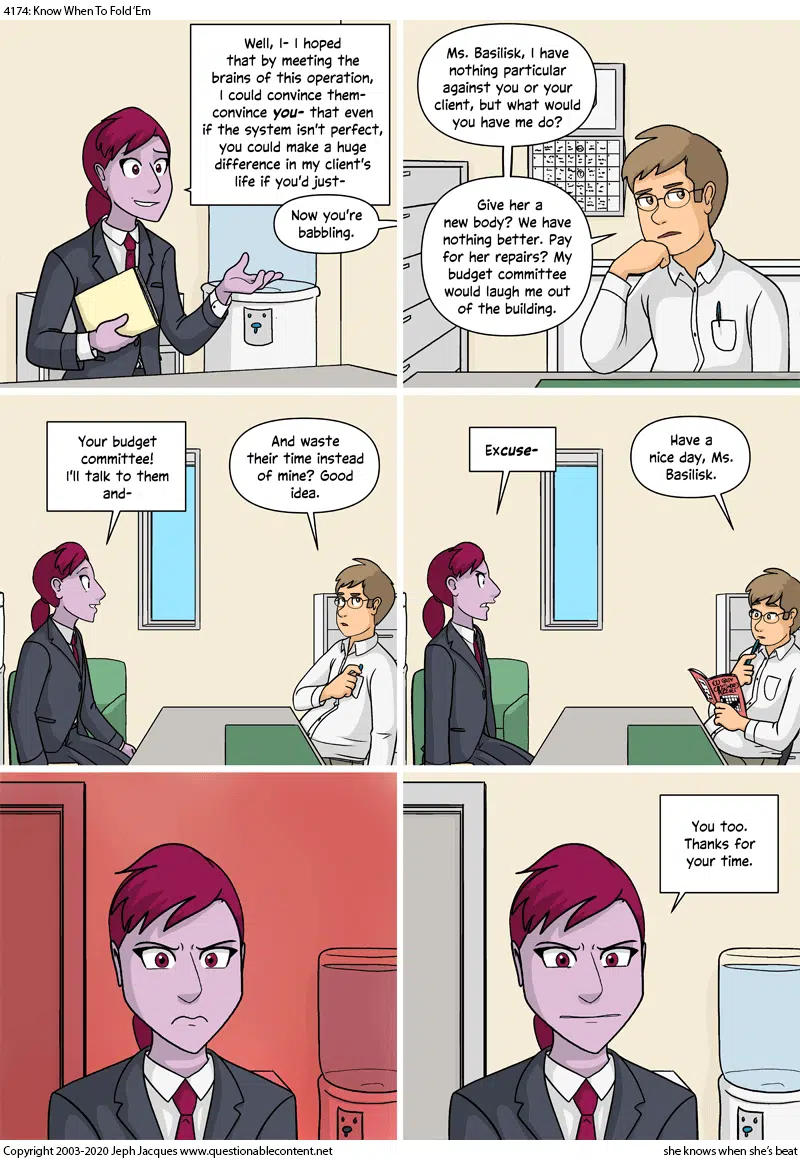 4174: Know When To Fold ‘Em
Well, I- I hoped
that by meeting the
brains of this operation,
I could convince them-
convince you- that even
if the system isn't perfect,
you could make a huge
difference in my client's
life if you'd just-
Now you're
babbling.
Ms. Basilisk, I have
nothing particular
against you or your
client, but what would
you have me do?
Give her a
new body? We have
nothing better. Pay
for her repairs? My
budget committee
would laugh me out
of the building.
Your budget
committee!
I'll talk to them
and-
And waste
their time instead
of mine? Good
idea.
Excuse-
Have a
nice day, Ms.
Basilisk.
You too.
Thanks for
your time.
Copyright 2003-2020 Jeph Jacques www.questionablecontent.net
she knows when she's beat